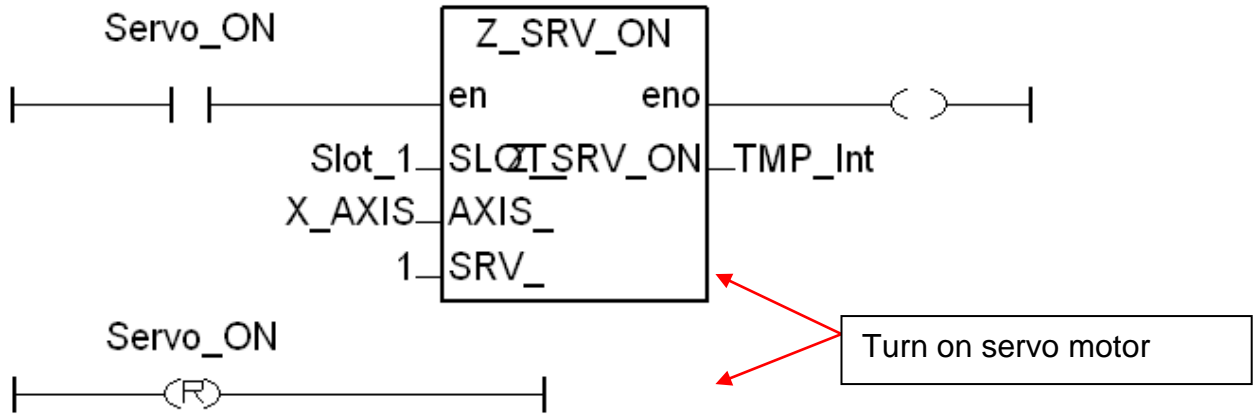 Servo_ON
Z_SRV_ON
en eno
Slot_1 SLOT_ Z_SRV_ON TMP_Int
X_AXIS AXIS_
1 SRV_
Servo_ON
Turn on servo motor
R